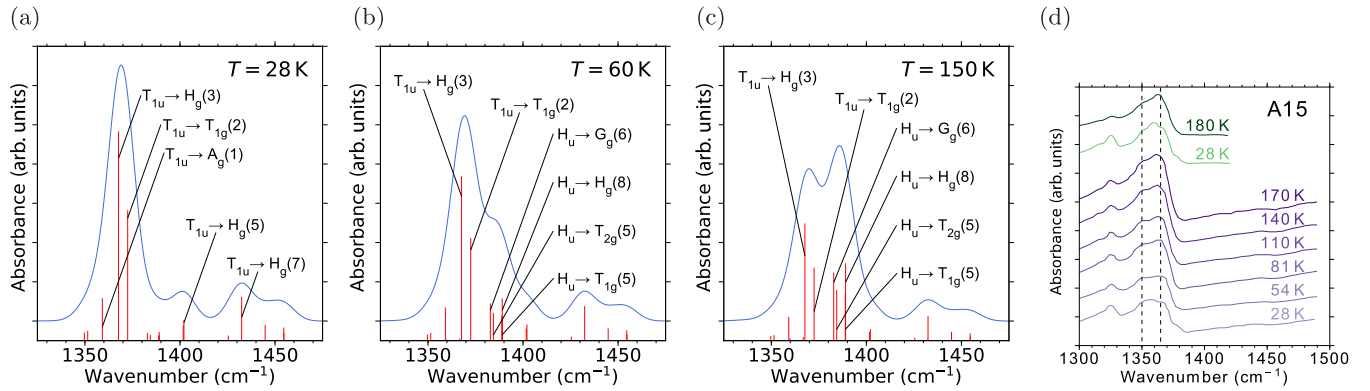 (a)
Absorbance (arb. units)
T = 28 K
T1u→Hg(3)
T1u→T1g(2)
T1u→Ag(1)
T1u→Hg(5)
T1u→Hg(7)
1350 1400 1450
Wavenumber (cm−1)
(b)
Absorbance (arb. units)
T = 60 K
T1u→Hg(3)
T1u→T1g(2)
Hu→Gg(6)
Hu→Hg(8)
Hu→T2g(5)
Hu→T1g(5)
1350 1400 1450
Wavenumber (cm−1)
(c)
Absorbance (arb. units)
T = 150 K
T1u→Hg(3)
T1u→T1g(2)
Hu→Gg(6)
Hu→Hg(8)
Hu→T2g(5)
Hu→T1g(5)
1350 1400 1450
Wavenumber (cm−1)
(d)
Absorbance (arb. units)
A15
180 K
28 K
170 K
140 K
110 K
81 K
54 K
28 K
1300 1350 1400 1450 1500
Wavenumber (cm−1)